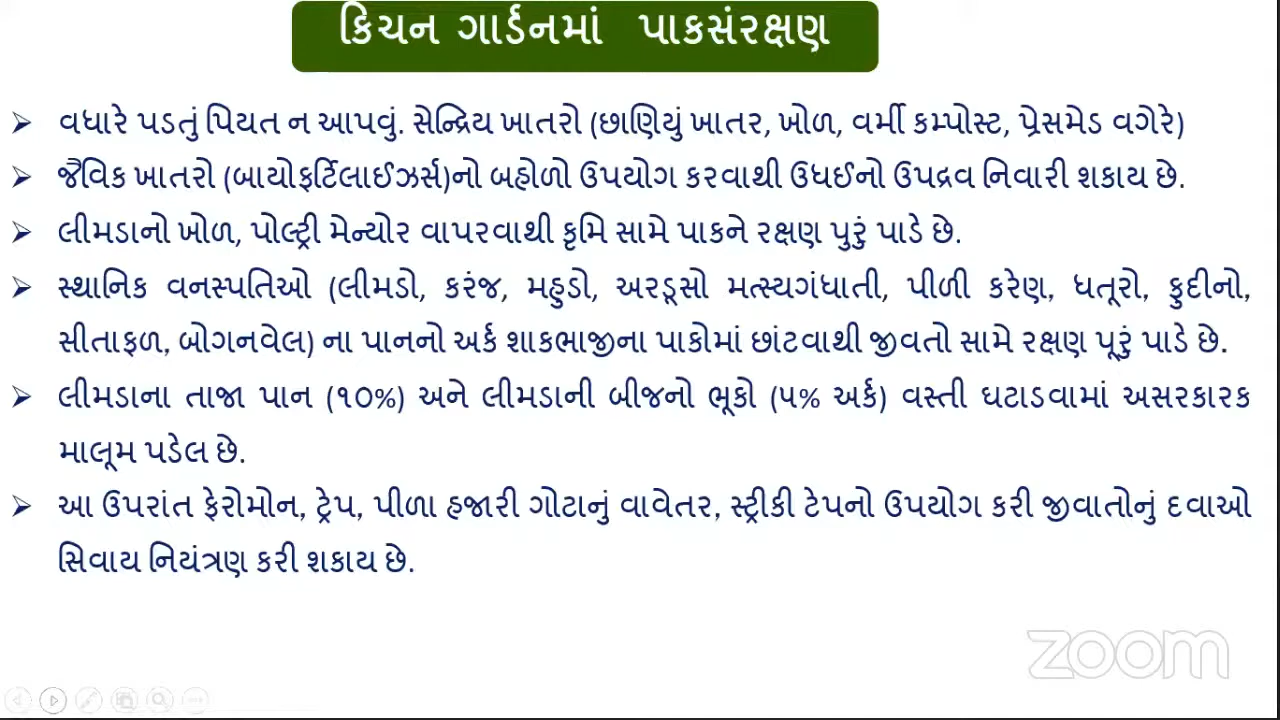 કિચન ગાર્ડનમાં પાકસંરક્ષણ
➢ વધારે પડતું પિયત ન આપવું. સેન્દ્રિય ખાતરો (છાણિયું ખાતર, ખોળ, વર્મી કમ્પોસ્ટ, પ્રેસમેડ વગેરે)
➢ જૈવિક ખાતરો (બાયોફર્ટિલાઈઝર્સ)નો બહોળો ઉપયોગ કરવાથી ઉધઈનો ઉપદ્રવ નિવારી શકાય છે.
➢ લીમડાનો ખોળ, પોલ્ટ્રી મેન્યોર વાપરવાથી કૃમિ સામે પાકને રક્ષણ પુરું પાડે છે.
➢ સ્થાનિક વનસ્પતિઓ (લીમડો, કરંજ, મહુડો, અરડૂસો મત્સ્યગંધાતી, પીળી કરેણ, ધતૂરો, ફુદીનો,
સીતાફળ, બોગનવેલ) ના પાનનો અર્ક શાકભાજીના પાકોમાં છાંટવાથી જીવતો સામે રક્ષણ પૂરું પાડે છે.
➢ લીમડાના તાજા પાન (૧૦%) અને લીમડાની બીજનો ભૂકો (૫% અર્ક) વસ્તી ઘટાડવામાં અસરકારક
માલૂમ પડેલ છે.
➢ આ ઉપરાંત ફેરોમોન, ટ્રેપ, પીળા હજારી ગોટાનું વાવેતર, સ્ટ્રીકી ટેપનો ઉપયોગ કરી જીવાતોનું દવાઓ
સિવાય નિયંત્રણ કરી શકાય છે.
zoom